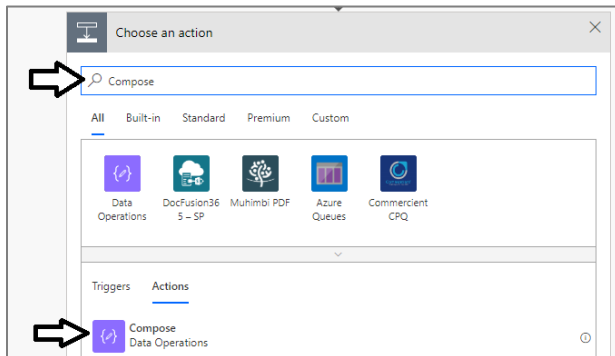 Choose an action
Compose
All Built-in Standard Premium Custom
Data
Operations
DocFusion36
5 – SP
Muhimbi PDF
Azure
Queues
Commercient
CPQ
Triggers Actions
Compose
Data Operations